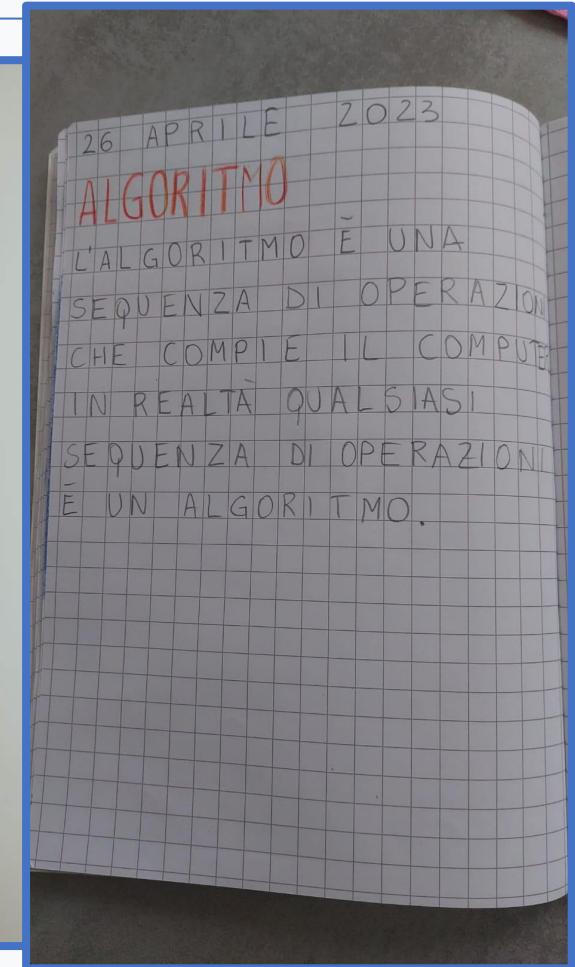 26 APRILE 2023
ALGORITMO
L'ALGORITMO È UNA
SEQUENZA DI OPERAZIONI
CHE COMPIE IL COMPUTER
IN REALTÀ QUALSIASI
SEQUENZA DI OPERAZIONI
È UN ALGORITMO.